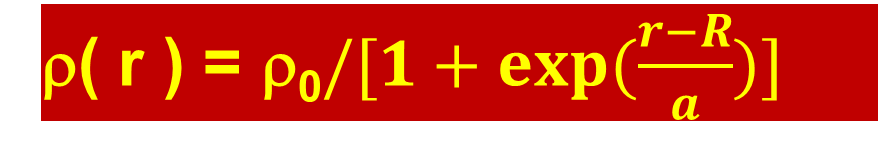 ρ( r ) = ρ₀/[1 + exp((r−R)/a)]